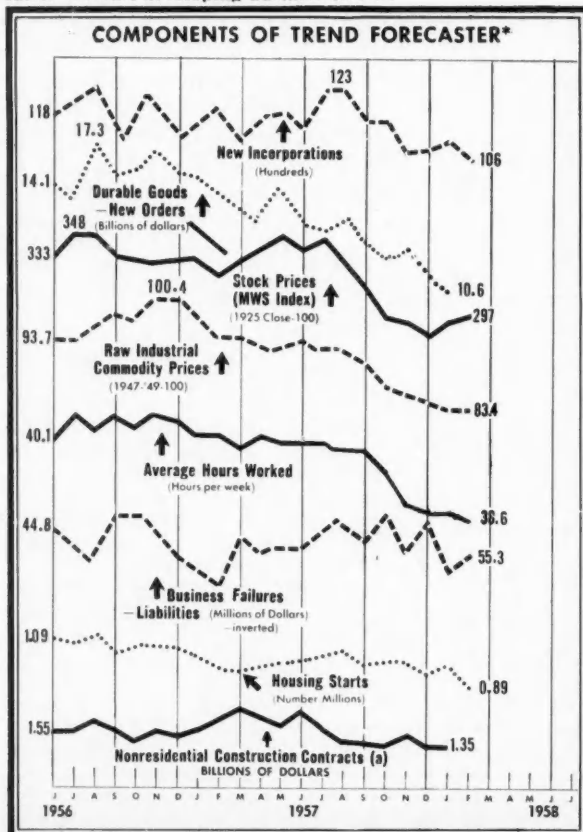 COMPONENTS OF TREND FORECASTER*
123
118
17.3
New Incorporations
(Hundreds)
106
14.1
Durable Goods
—New Orders
(Billions of dollars)
348
333
Stock Prices
(MWS Index)
(1925 Close-100)
10.6
297
100.4
93.7
Raw Industrial
Commodity Prices
(1947-'49-100)
83.4
40.1
Average Hours Worked
(Hours per week)
36.6
44.8
Business Failures
—Liabilities (Millions of Dollars)
—inverted)
55.3
1.09
Housing Starts
(Number Millions)
0.89
1.55
Nonresidential Construction Contracts (a)
BILLIONS OF DOLLARS
1.35
J J A S O N D J F M A M J J A S O N D J F M A M J J
1956 1957 1958